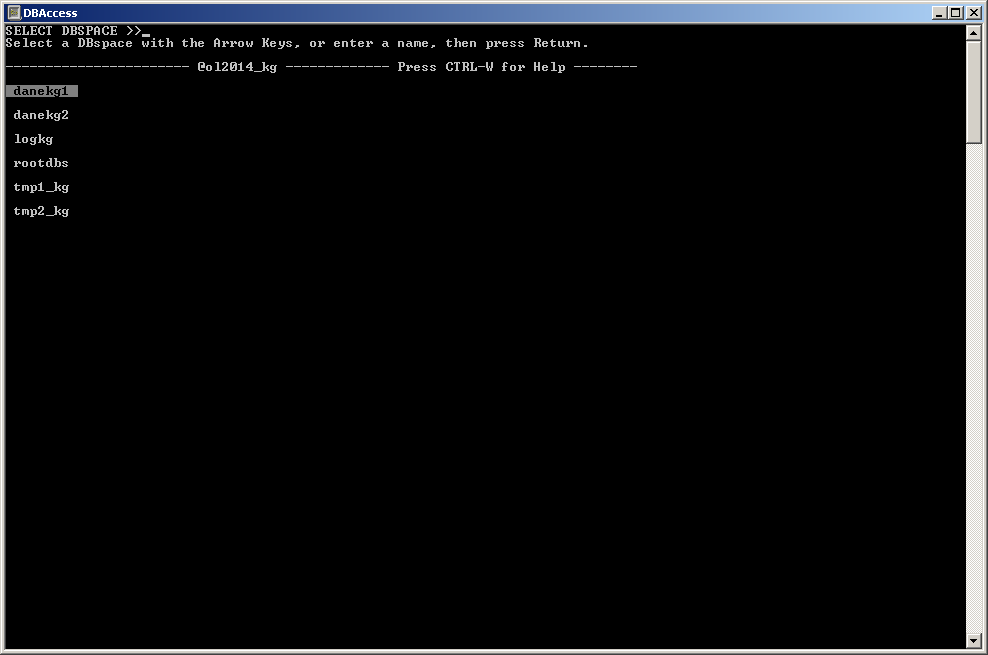 DBAccess
SELECT DBSPACE >>_
Select a DBspace with the Arrow Keys, or enter a name, then press Return.
----------------------- @ol2014_kg ------------- Press CTRL-W for Help --------
danekg1
danekg2
logkg
rootdbs
tmp1_kg
tmp2_kg